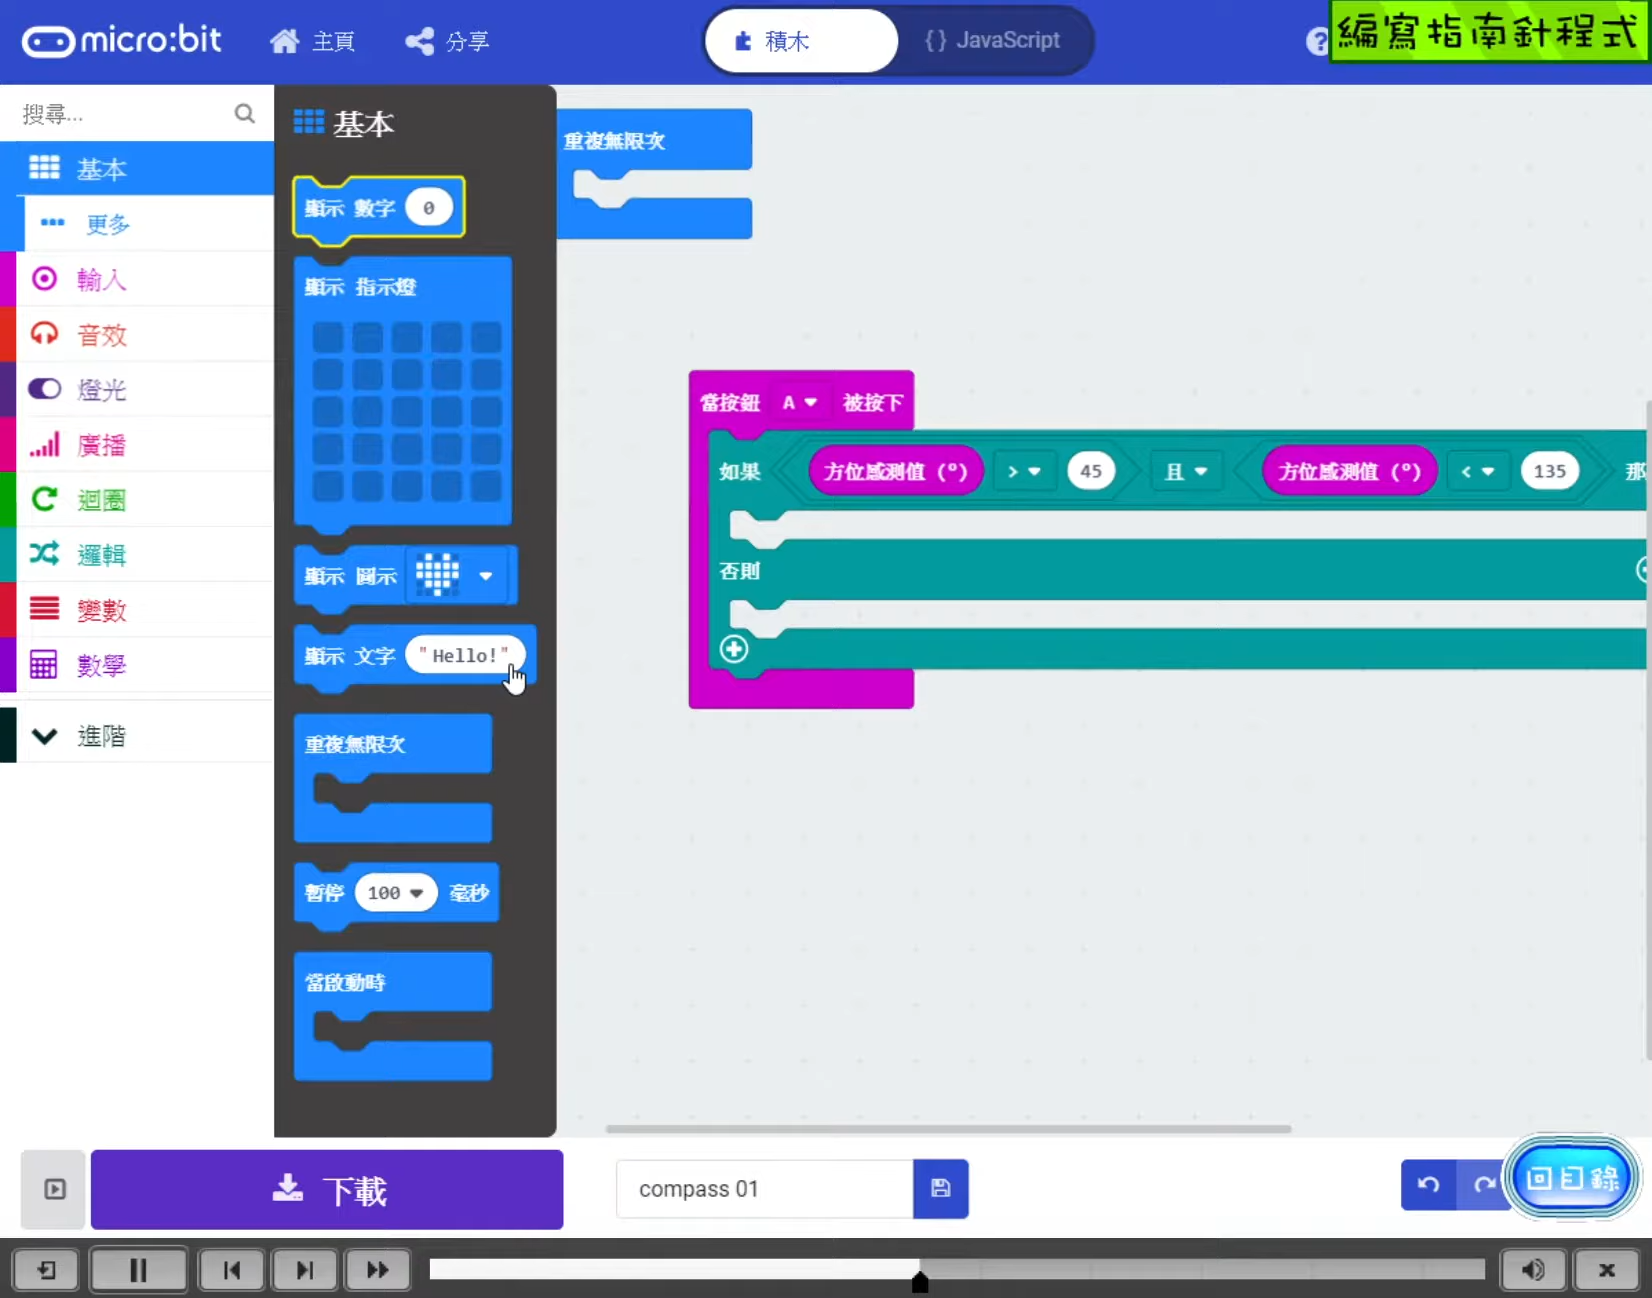 micro:bit
主頁
分享
積木
{ } JavaScript
?
編寫指南針程式
搜尋...
基本
更多
輸入
音效
燈光
廣播
迴圈
邏輯
變數
數學
進階
基本
顯示 數字 0
顯示 指示燈
顯示 圖示
顯示 文字 "Hello!"
重複無限次
暫停 100 毫秒
當啟動時
重複無限次
當按鈕 A 被按下
如果 方位感測值 (°) > 45 且 方位感測值 (°) < 135 那
否則
下載
compass 01
回目錄